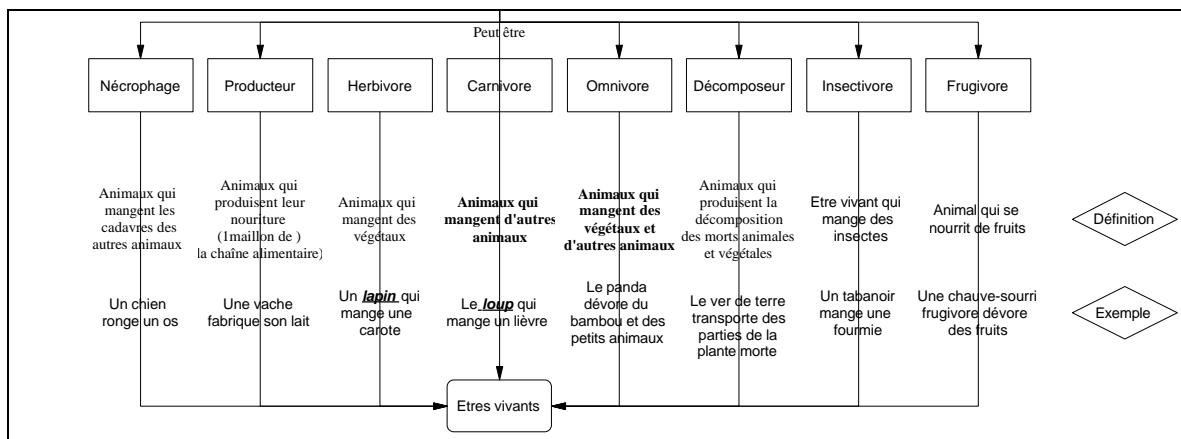 Peut être
Nécrophage
Producteur
Herbivore
Carnivore
Omnivore
Décomposeur
Insectivore
Frugivore
Animaux qui
mangent les
cadavres des
autres animaux
Animaux qui
produisent leur
nouriture
(1maillon de )
la chaîne alimentaire)
Animaux qui
mangent des
végétaux
Animaux qui
mangent d'autres
animaux
Animaux qui
mangent des
végétaux et
d'autres animaux
Animaux qui
produisent la
décomposition
des morts animales
et végétales
Etre vivant qui
mange des
insectes
Animal qui se
nourrit de fruits
Définition
Un chien
ronge un os
Une vache
fabrique son lait
Un lapin qui
mange une
carote
Le loup qui
mange un lièvre
Le panda
dévore du
bambou et des
petits animaux
Le ver de terre
transporte des
parties de la
plante morte
Un tabanoir
mange une
fourmie
Une chauve-sourri
frugivore dévore
des fruits
Exemple
Etres vivants